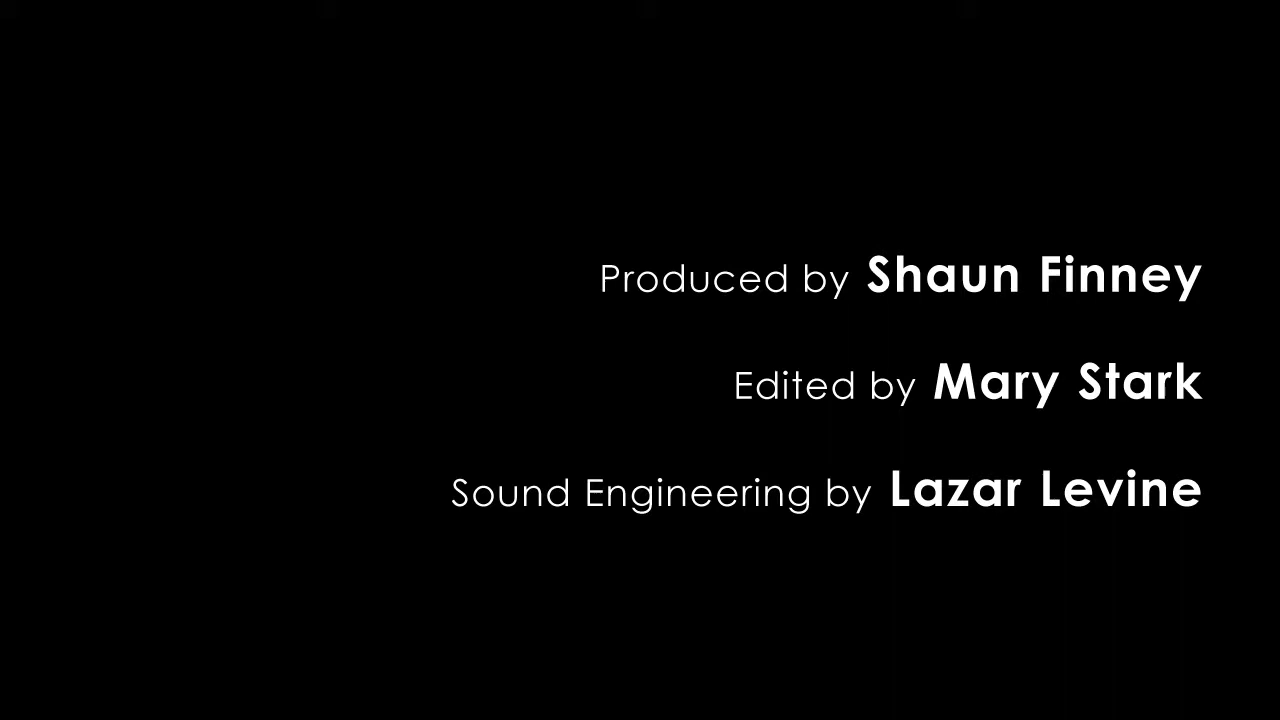 Produced by Shaun Finney
Edited by Mary Stark
Sound Engineering by Lazar Levine